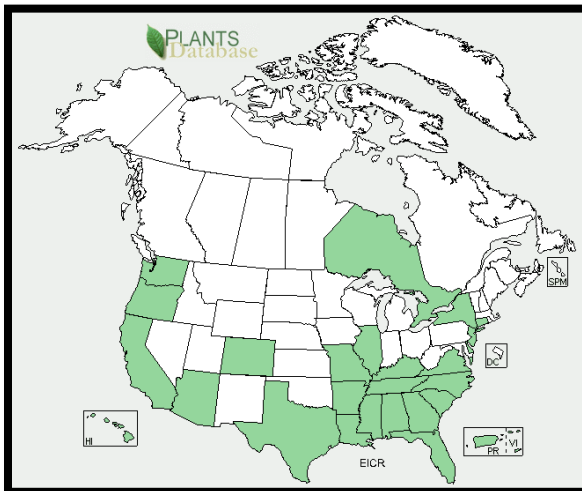 PLANTS
Database
SPM
DC
HI
PR
VI
EICR